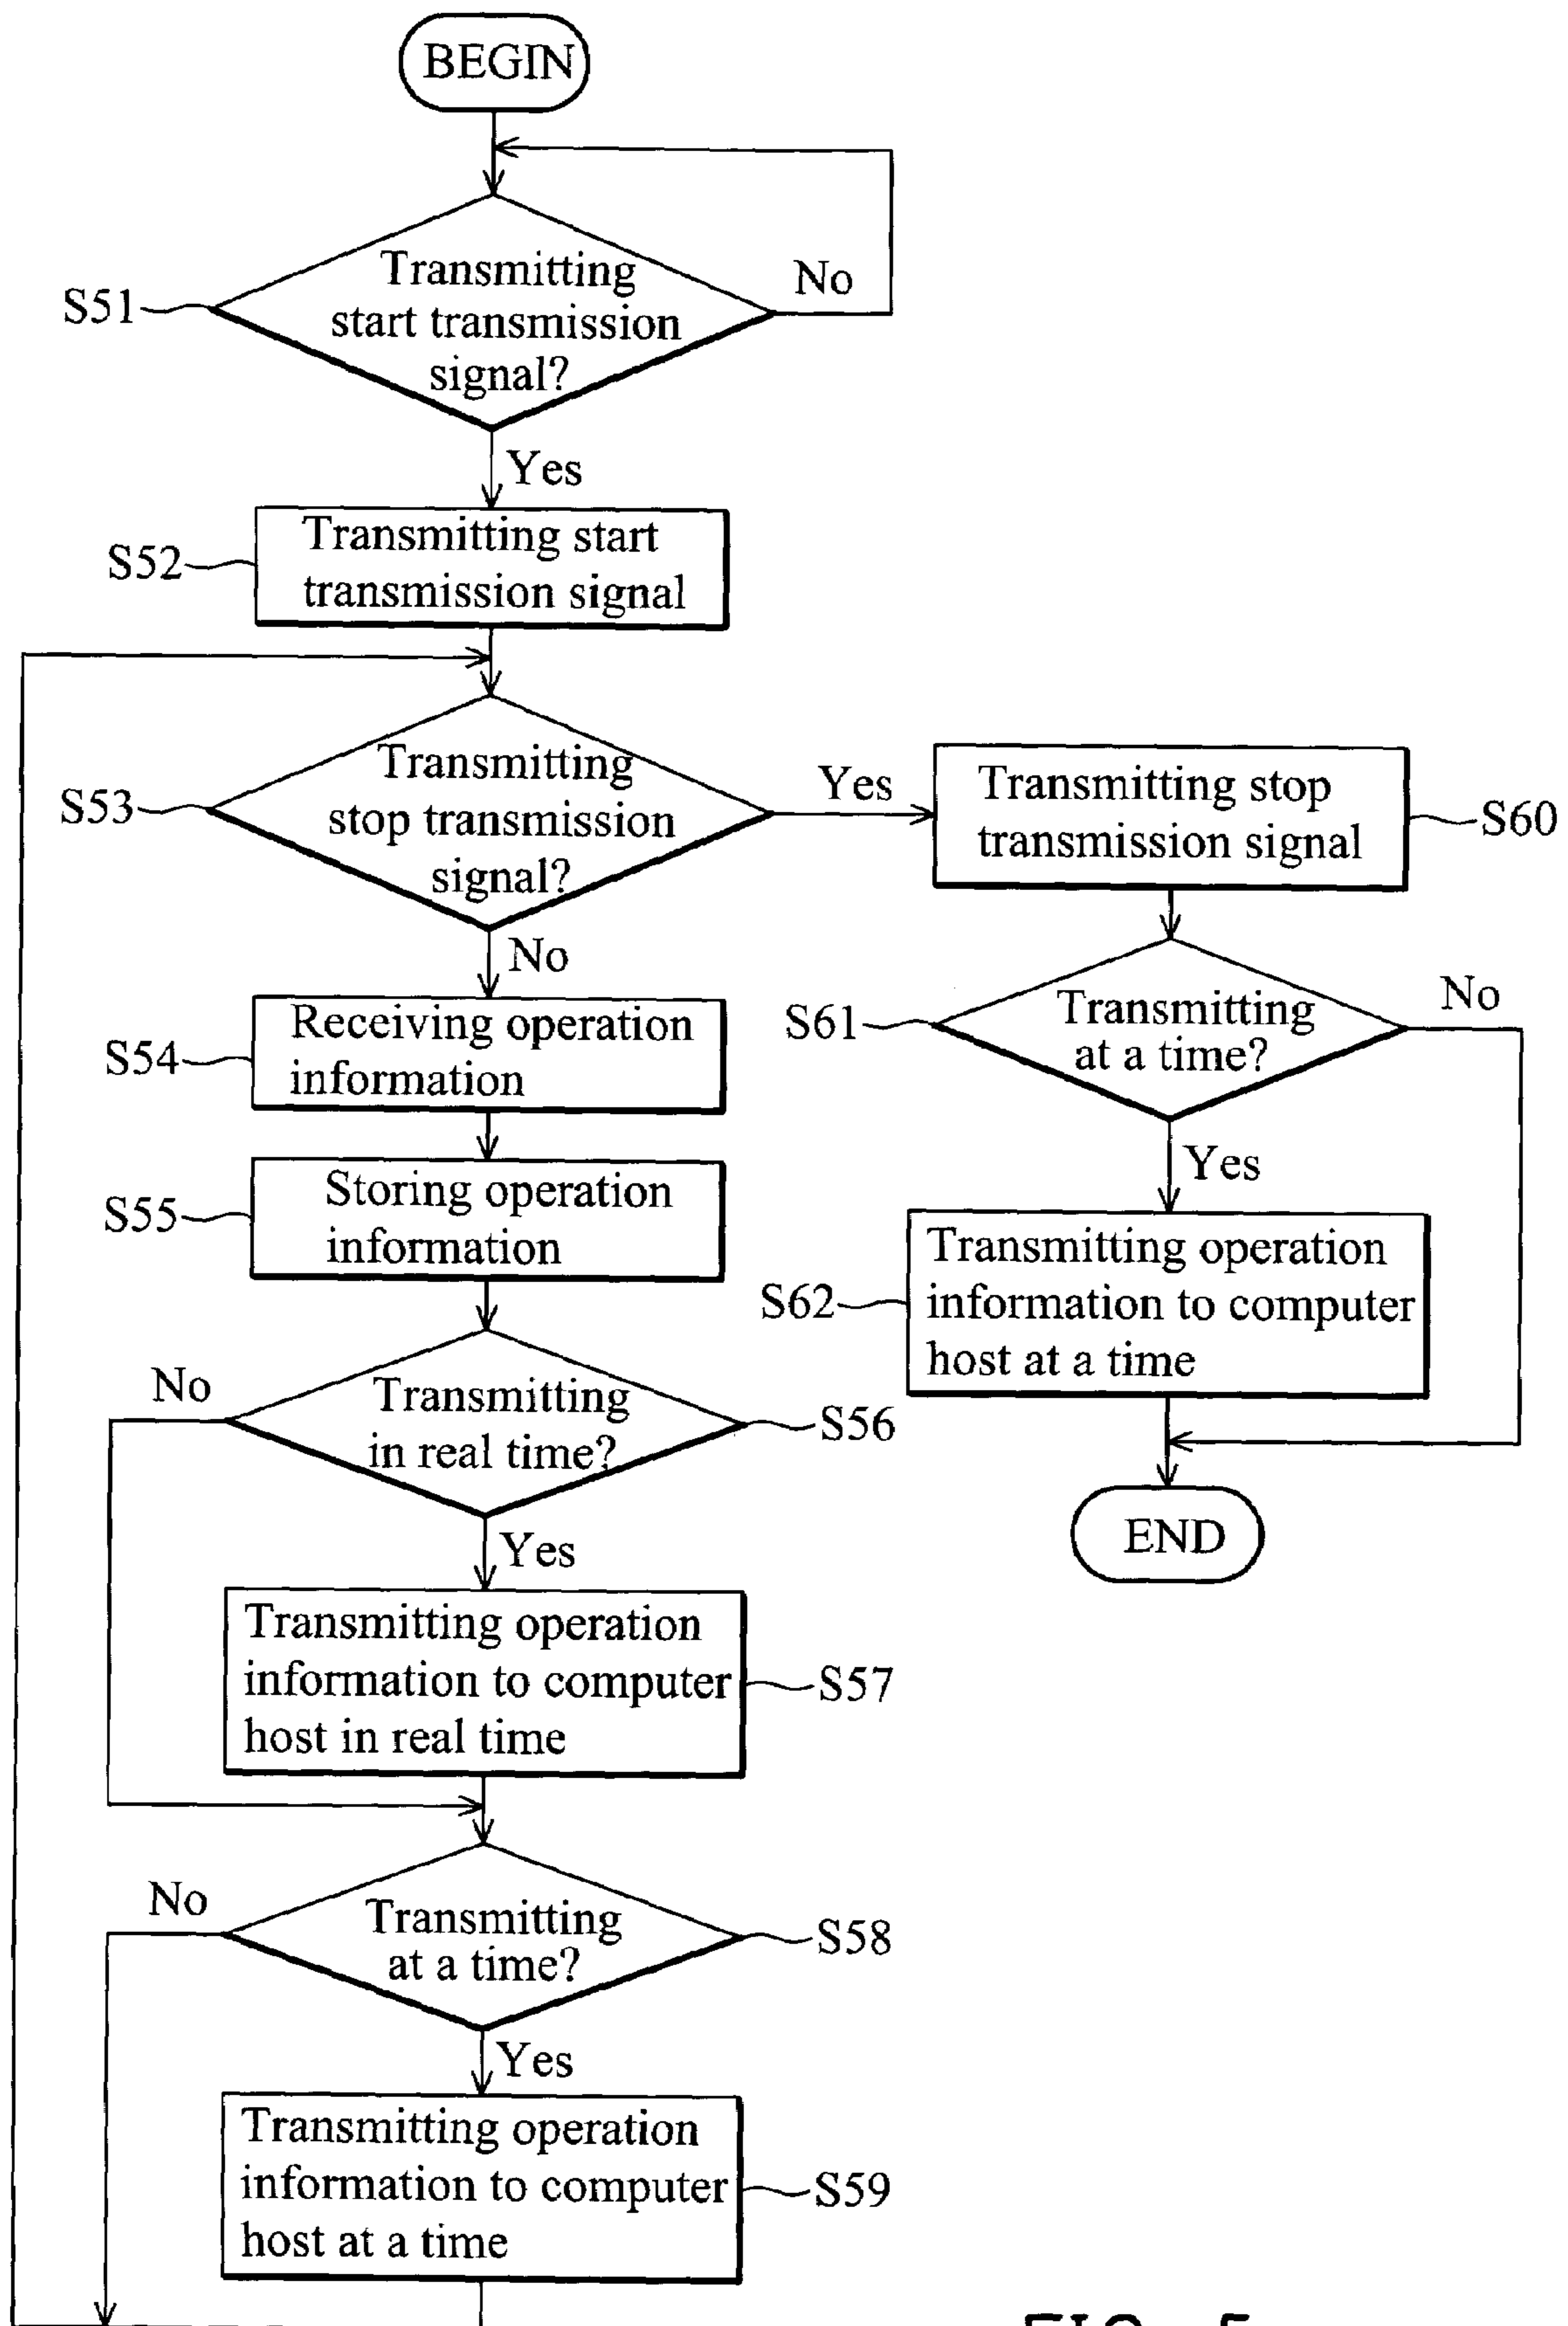 BEGIN
Transmitting
start transmission
signal?
S51
No
Yes
S52
Transmitting start
transmission signal
S53
Transmitting
stop transmission
signal?
Yes
Transmitting stop
transmission signal
S60
No
S54
Receiving operation
information
S61
Transmitting
at a time?
No
S55
Storing operation
information
Yes
S62
Transmitting operation
information to computer
host at a time
No
Transmitting
in real time?
S56
END
Yes
Transmitting operation
information to computer
host in real time
S57
No
Transmitting
at a time?
S58
Yes
Transmitting operation
information to computer
host at a time
S59